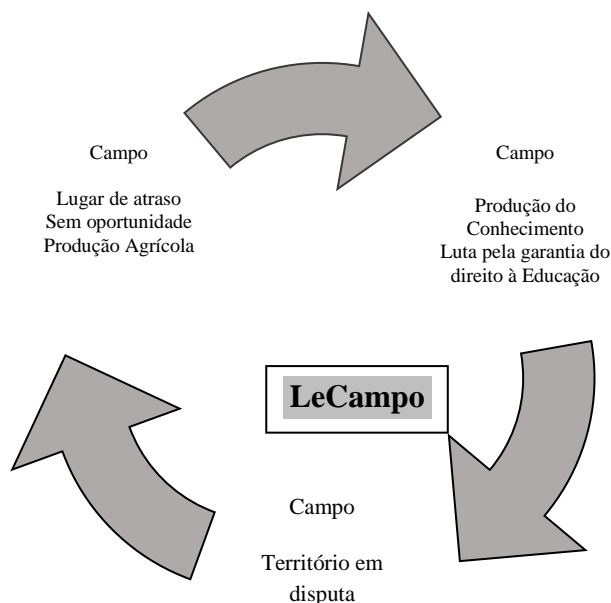 Campo
Lugar de atraso
Sem oportunidade
Produção Agrícola
Campo
Produção do
Conhecimento
Luta pela garantia do
direito à Educação
LeCampo
Campo
Território em
disputa